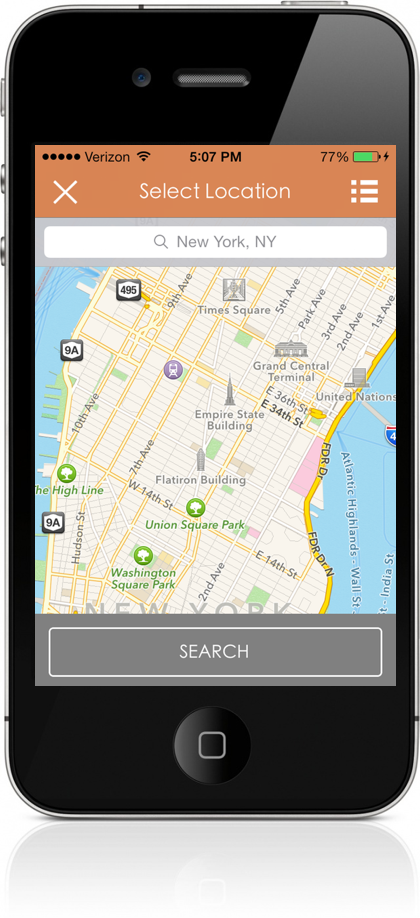 Verizon 5:07 PM 77%
Select Location
New York, NY
495
9th Ave
Times Square
5th Ave
Park Ave
3rd Ave
2nd Ave
1st Ave
9A
Grand Central
Terminal
United Nations
10th Ave
E 36th St
E 34th St
Empire State
Building
7th Ave
FDR Dr
Flatiron Building
The High Line
W 14th St
Atlantic Highlands - Wall St
9A
Hudson St
Union Square Park
FDR Dr N
E 14th St
Washington
Square Park
2nd Ave
t - India St
NEW YORK
SEARCH